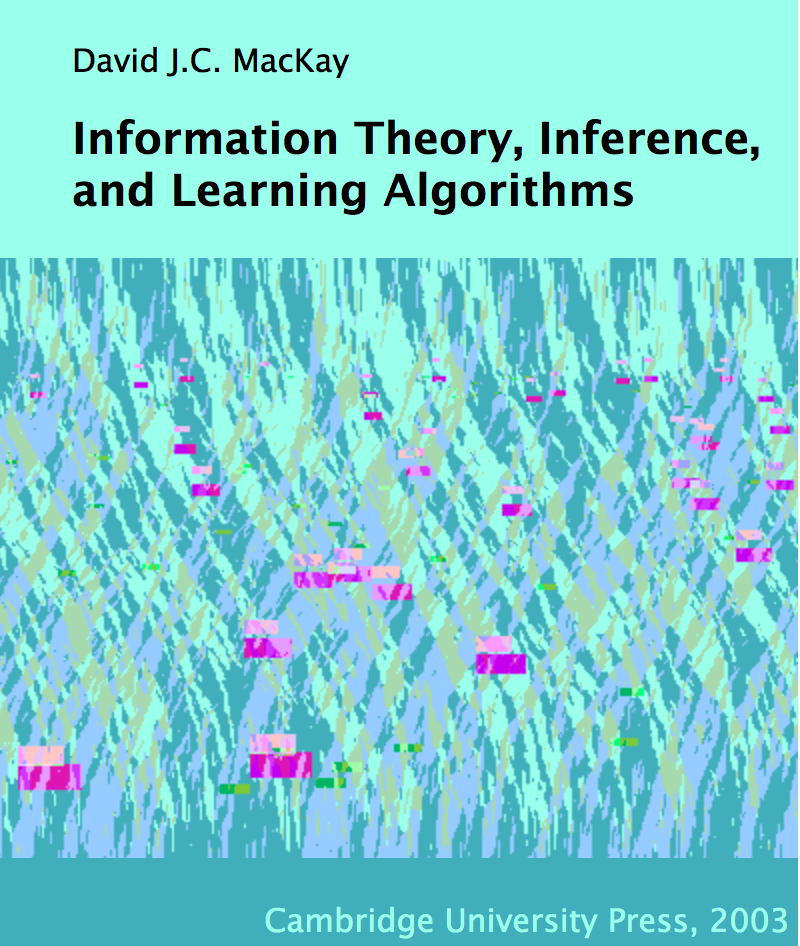 David J.C. MacKay
Information Theory, Inference,
and Learning Algorithms
Cambridge University Press, 2003